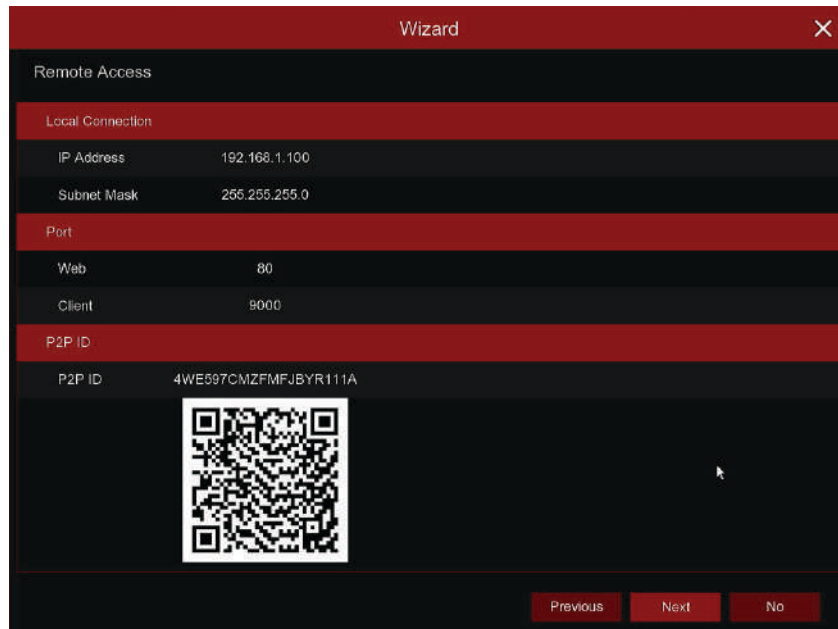 Wizard
Remote Access
Local Connection
IP Address 192.168.1.100
Subnet Mask 255.255.255.0
Port
Web 80
Client 9000
P2P ID
P2P ID 4WE597CMZFMFJBYR111A
Previous Next No